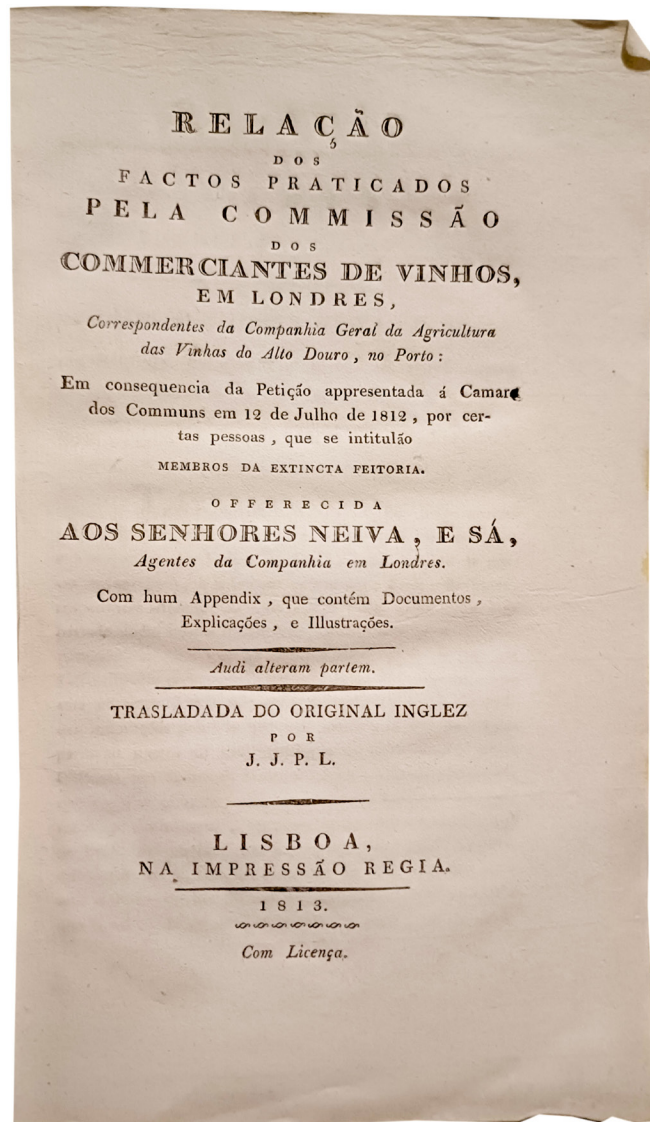 RELAÇÃO
DOS
FACTOS PRATICADOS
PELA COMMISSÃO
DOS
COMMERCIANTES DE VINHOS,
EM LONDRES,
Correspondentes da Companhia Geral da Agricultura
das Vinhas do Alto Douro, no Porto:
Em consequencia da Petição appresentada á Camara
dos Communs em 12 de Julho de 1812, por cer-
tas pessoas, que se intitulão
MEMBROS DA EXTINCTA FEITORIA.
OFFERECIDA
AOS SENHORES NEIVA, E SÁ,
Agentes da Companhia em Londres.
Com hum Appendix, que contém Documentos,
Explicações, e Illustrações.
Audi alteram partem.
TRASLADADA DO ORIGINAL INGLEZ
POR
J. J. P. L.
LISBOA,
NA IMPRESSÃO REGIA.
1813.
Com Licença.